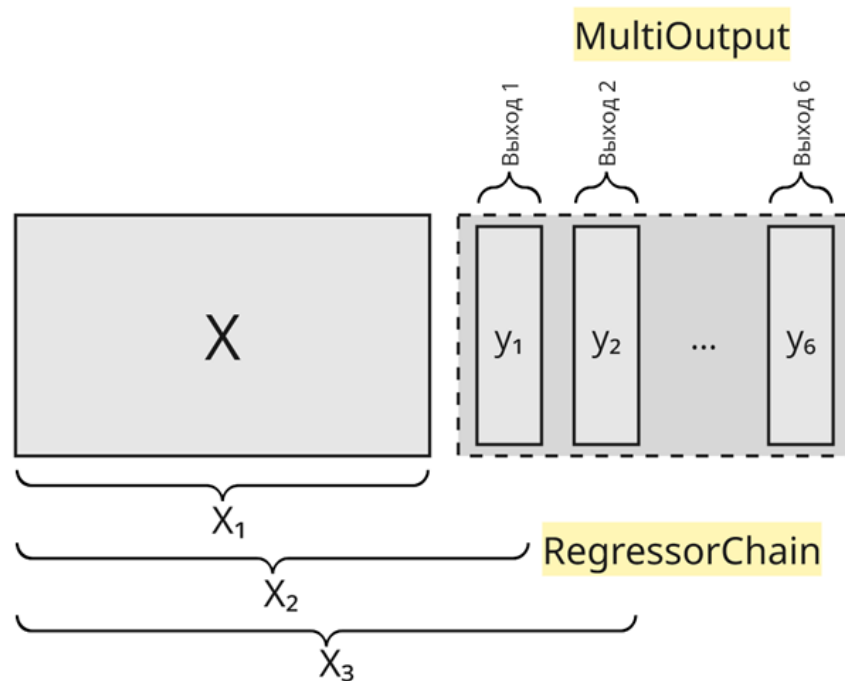 MultiOutput
Выход 1
Выход 2
Выход 6
X
y₁
y₂
...
y₆
X₁
RegressorChain
X₂
X₃